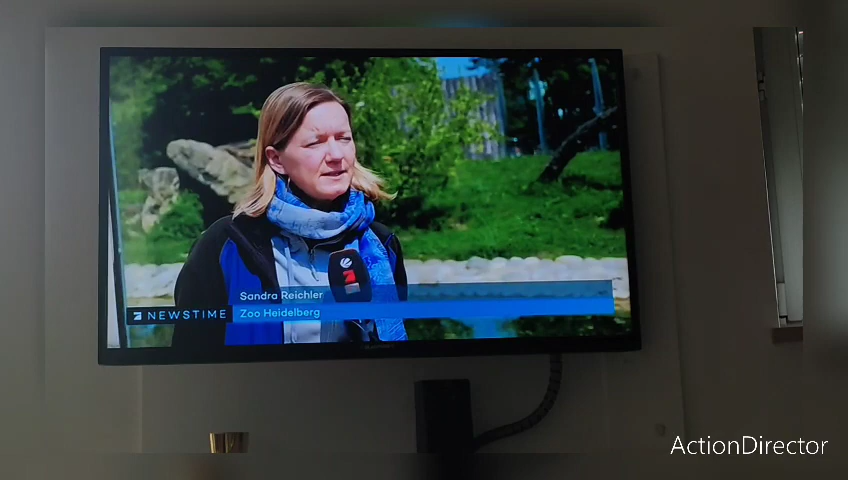 Sandra Reichler
NEWSTIME
Zoo Heidelberg
ActionDirector